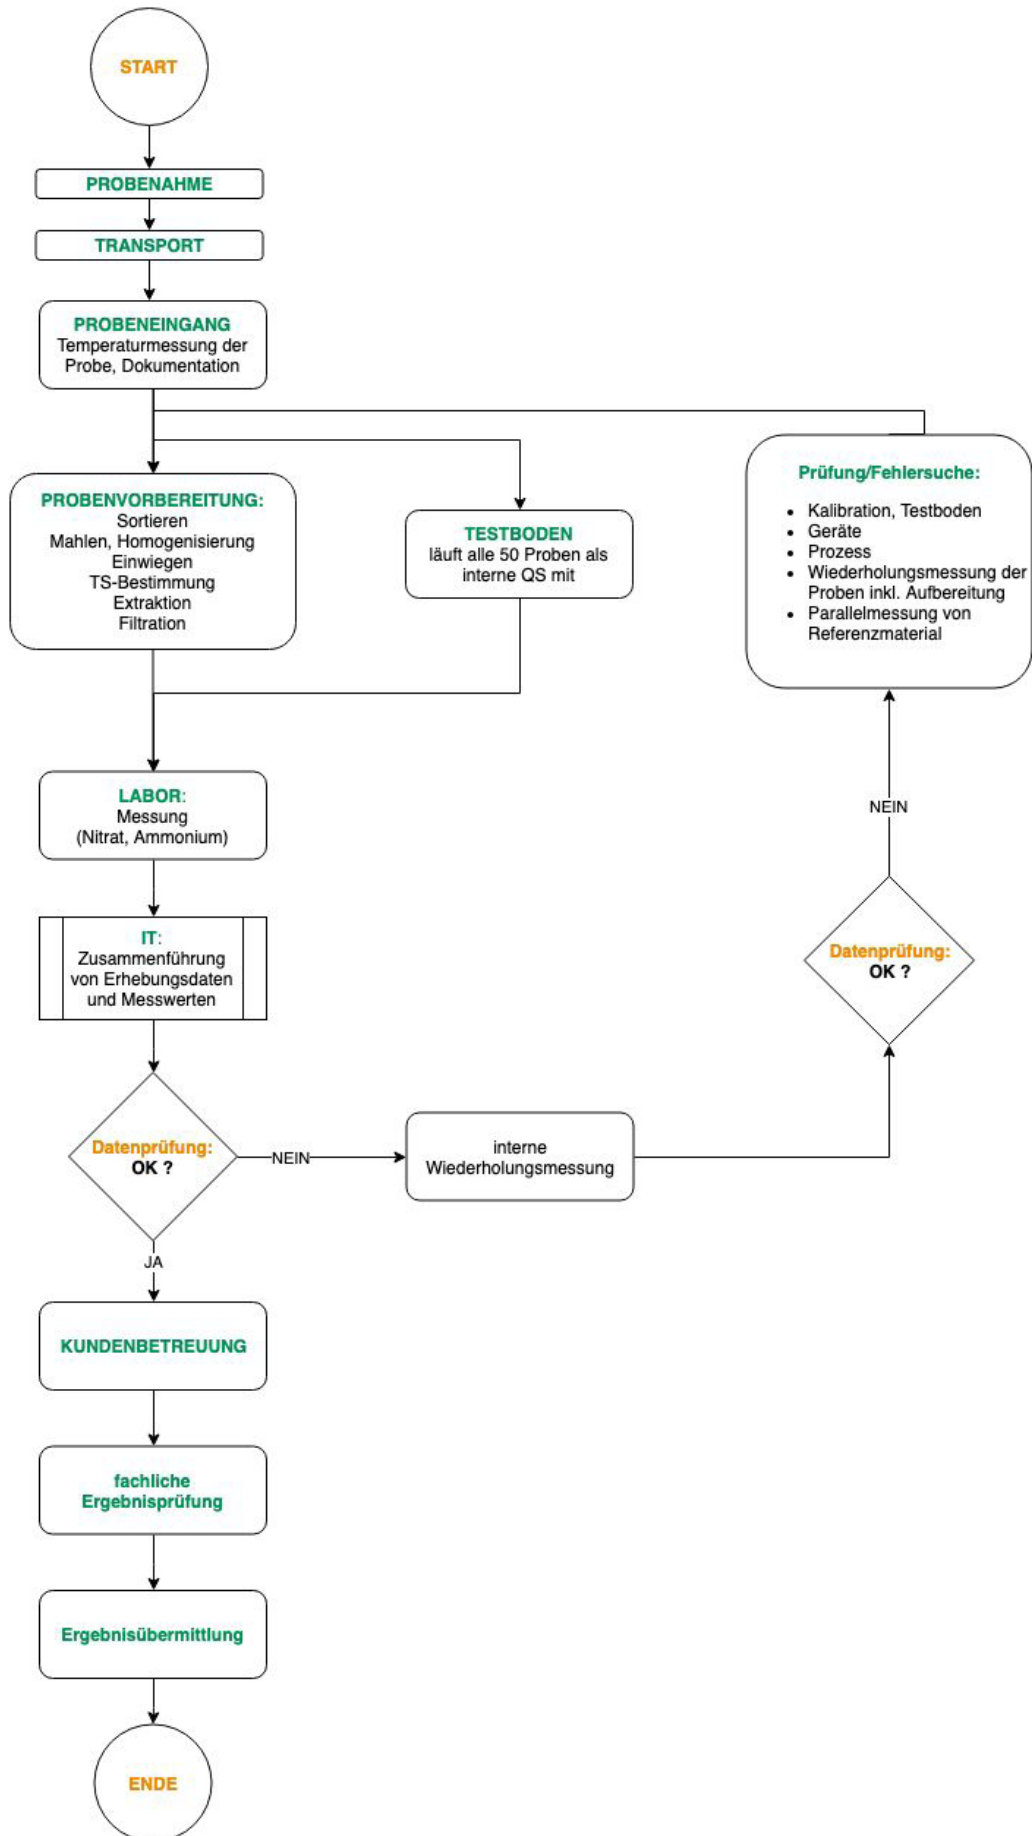 START
PROBENAHME
TRANSPORT
PROBENEINGANG
Temperaturmessung der
Probe, Dokumentation
PROBENVORBEREITUNG:
Sortieren
Mahlen, Homogenisierung
Einwiegen
TS-Bestimmung
Extraktion
Filtration
TESTBODEN
läuft alle 50 Proben als
interne QS mit
Prüfung/Fehlersuche:
• Kalibration, Testboden
• Geräte
• Prozess
• Wiederholungsmessung der
Proben inkl. Aufbereitung
• Parallelmessung von
Referenzmaterial
LABOR:
Messung
(Nitrat, Ammonium)
NEIN
IT:
Zusammenführung
von Erhebungsdaten
und Messwerten
Datenprüfung:
OK ?
Datenprüfung:
OK ?
NEIN
interne
Wiederholungsmessung
JA
KUNDENBETREUUNG
fachliche
Ergebnisprüfung
Ergebnisübermittlung
ENDE